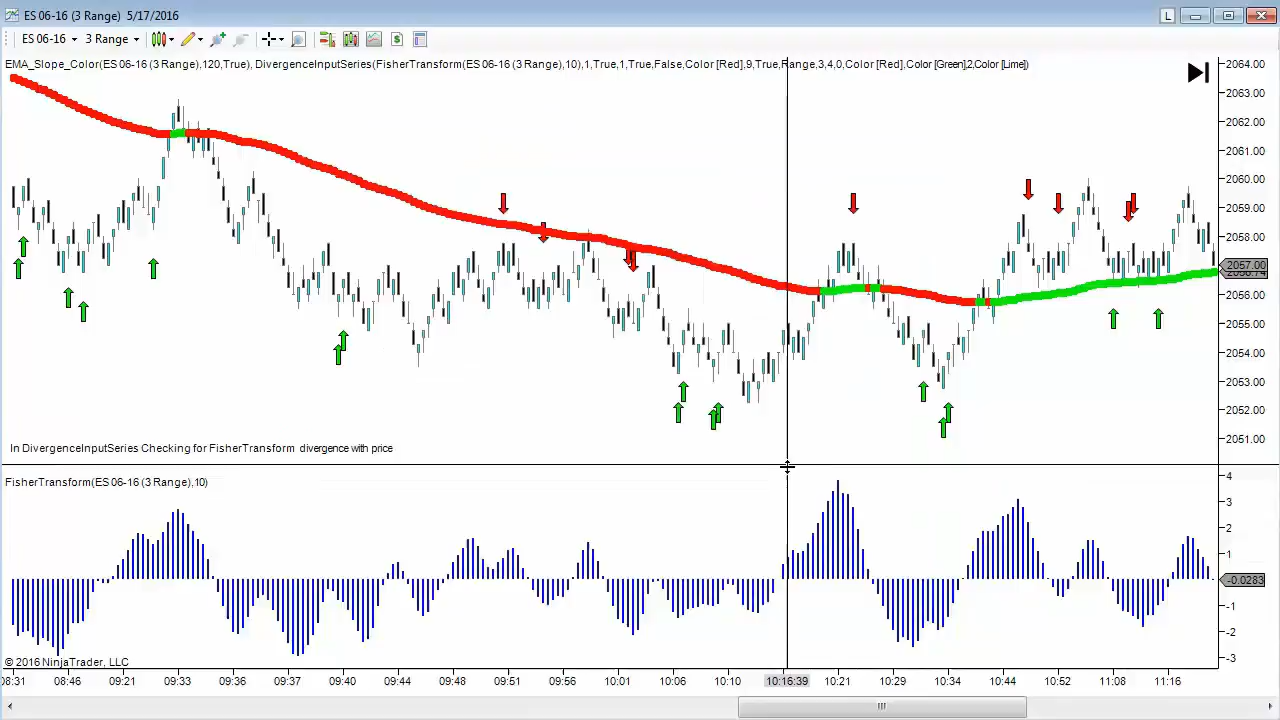 ES 06-16 (3 Range)  5/17/2016
L
ES 06-16
3 Range
$
EMA_Slope_Color(ES 06-16 (3 Range),120,True), DivergenceInputSeries(FisherTransform(ES 06-16 (3 Range),10),1,True,1,True,False,Color [Red],9,True,Range,3,4,0,Color [Red],Color [Green],2,Color [Lime])
2064.00
2063.00
2062.00
2061.00
2060.00
2059.00
2058.00
2057.00
2056.00
2055.00
2054.00
2053.00
2052.00
2051.00
In DivergenceInputSeries Checking for FisherTransform  divergence with price
FisherTransform(ES 06-16 (3 Range),10)
4
3
2
1
-0.0283
-1
-2
-3
© 2016 NinjaTrader, LLC
08:31 08:46 09:21 09:33 09:36 09:37 09:40 09:44 09:48 09:51 09:56 10:01 10:06 10:10 10:16:39 10:21 10:29 10:34 10:44 10:52 11:08 11:16